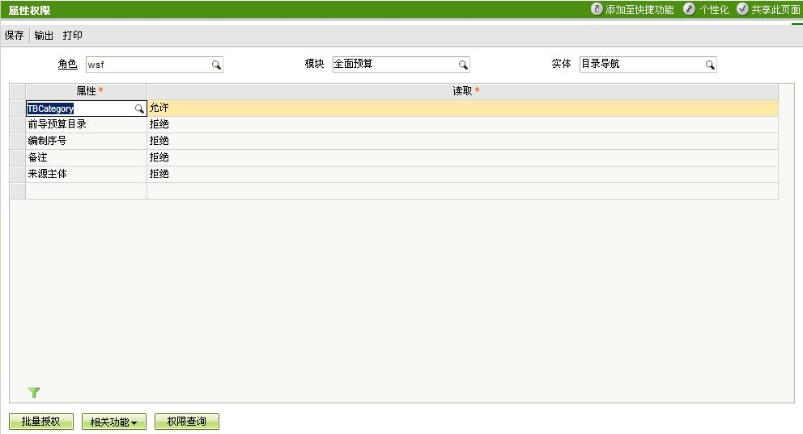 属性权限 添加至快捷功能 个性化 共享此页面
保存 输出 打印
角色 wsf 模块 全面预算 实体 目录导航
属性* 读取*
TBCategory 允许
前导预算目录 拒绝
编制序号 拒绝
备注 拒绝
来源主体 拒绝
批量授权 相关功能 权限查询